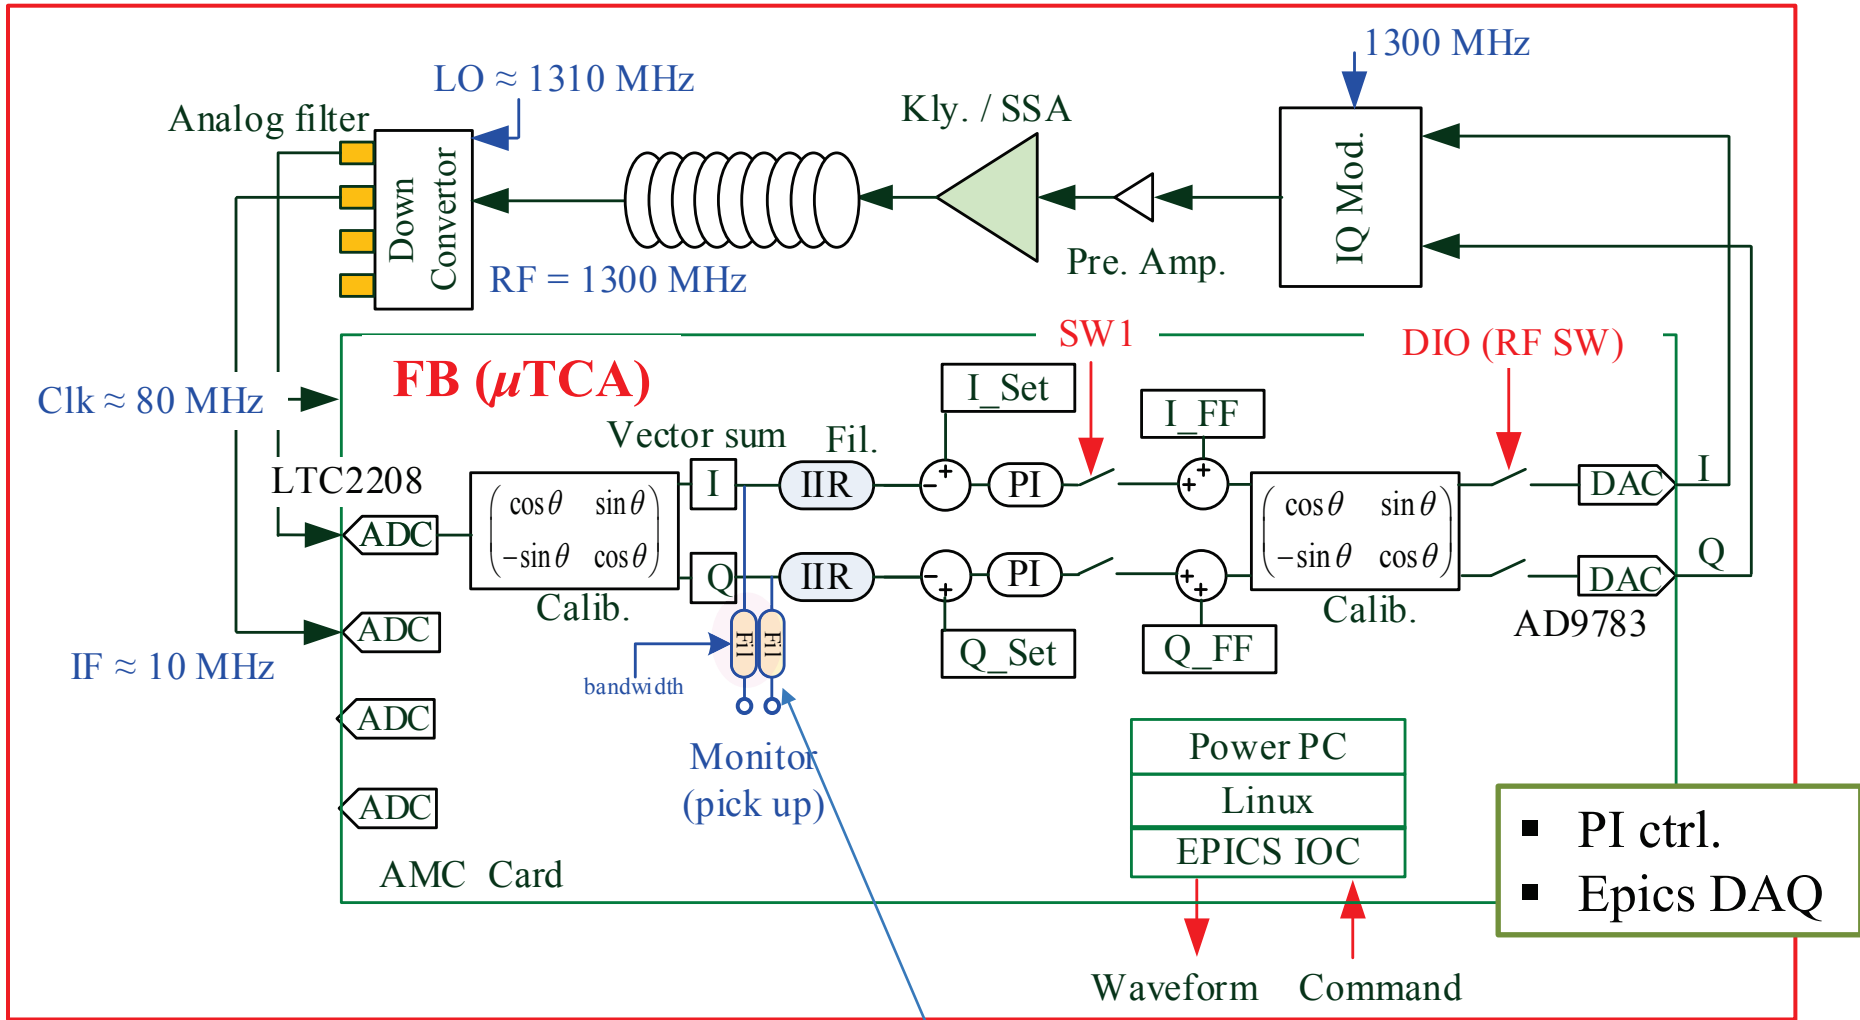 1300 MHz
LO ≈ 1310 MHz
Analog filter
Kly. / SSA
Down
Convertor
IQ Mod.
RF = 1300 MHz
Pre. Amp.
SW1
DIO (RF SW)
FB (μTCA)
Clk ≈ 80 MHz
I_Set
I_FF
Vector sum
Fil.
LTC2208
I
IIR
− +
PI
+ +
DAC
I
cosθ sinθ
−sinθ cosθ
cosθ sinθ
−sinθ cosθ
ADC
Q
IIR
− +
PI
+ +
DAC
Q
Calib.
Calib.
AD9783
ADC
Fil
Fil
Q_Set
Q_FF
IF ≈ 10 MHz
bandwidth
ADC
Monitor
(pick up)
Power PC
Linux
EPICS IOC
ADC
AMC Card
▪ PI ctrl.
▪ Epics DAQ
Waveform
Command